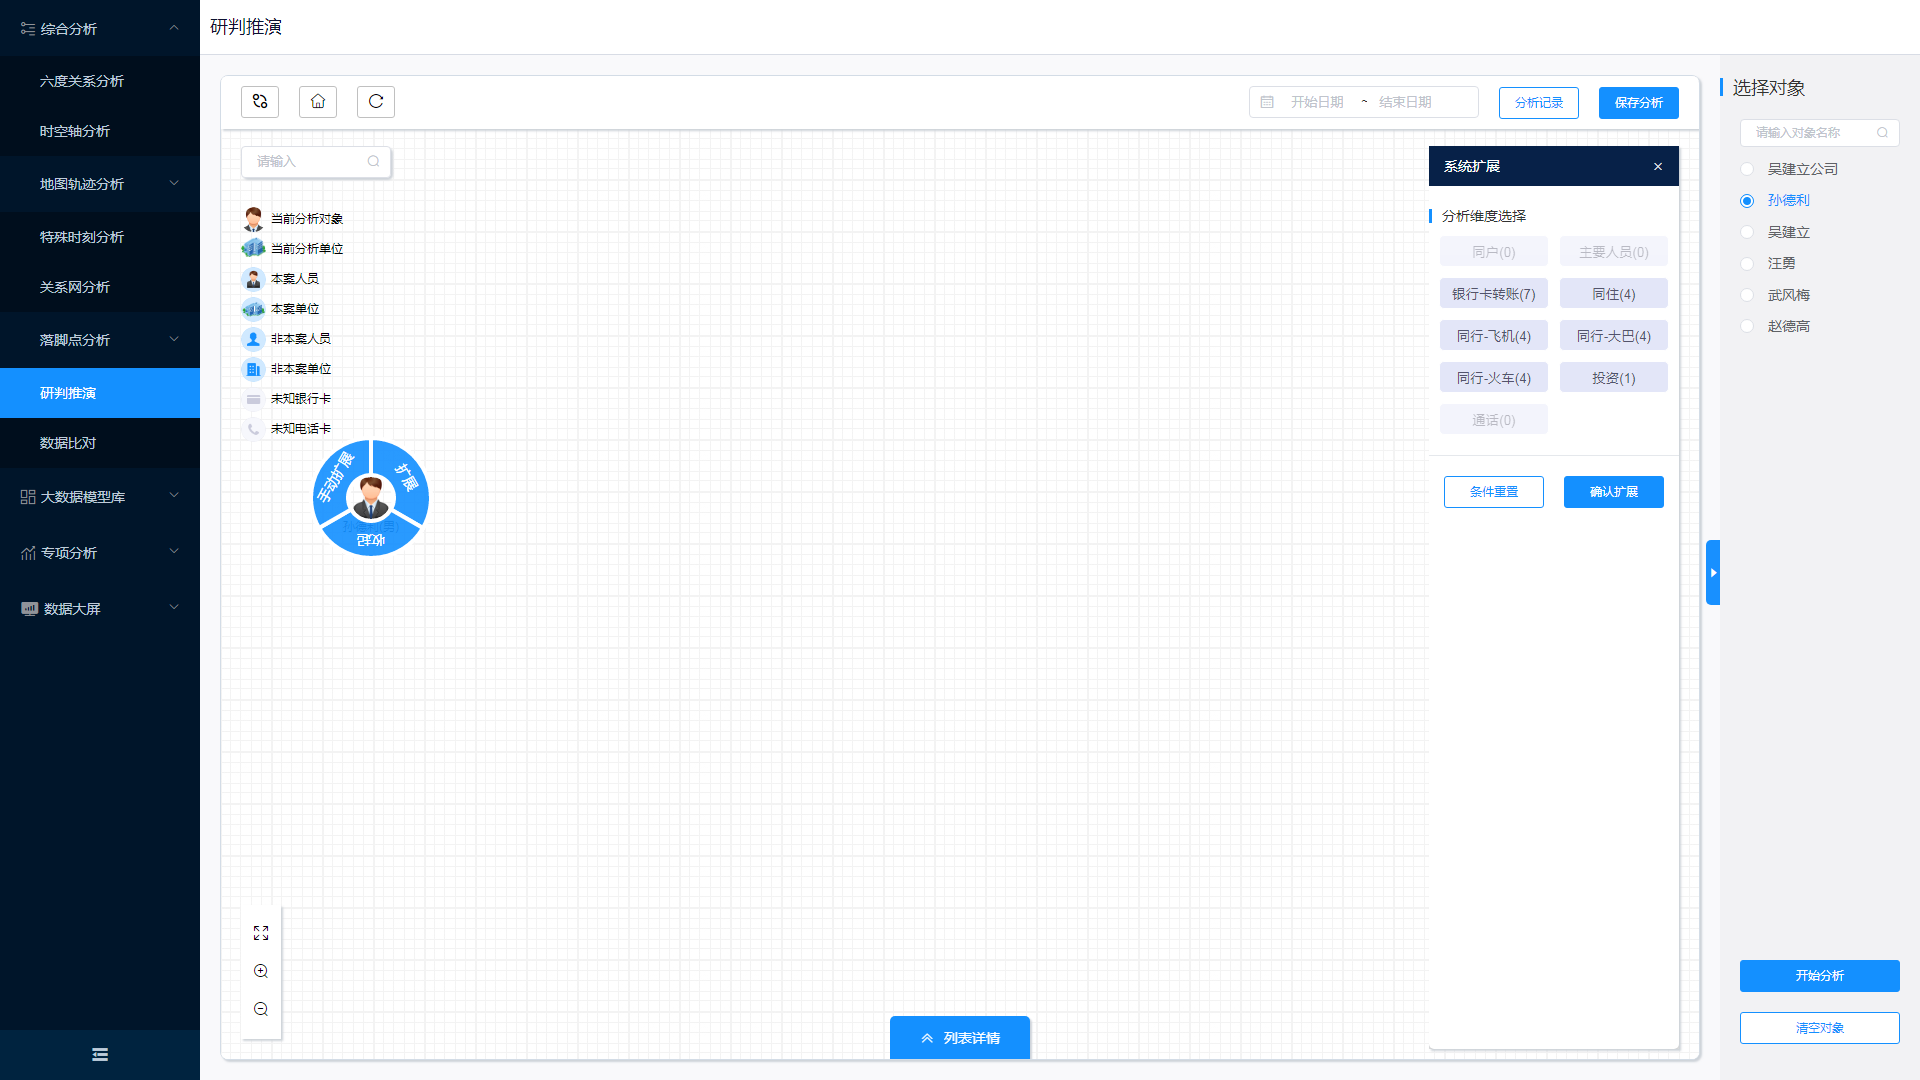 综合分析
六度关系分析
时空轴分析
地图轨迹分析
特殊时刻分析
关系网分析
落脚点分析
研判推演
数据比对
大数据模型库
专项分析
数据大屏
研判推演
开始日期 ~ 结束日期
分析记录
保存分析
请输入
当前分析对象
当前分析单位
本案人员
本案单位
非本案人员
非本案单位
未知银行卡
未知电话卡
手动扩展
扩展
收起
列表详情
系统扩展
分析维度选择
同户(0)
主要人员(0)
银行卡转账(7)
同住(4)
同行-飞机(4)
同行-大巴(4)
同行-火车(4)
投资(1)
通话(0)
条件重置
确认扩展
选择对象
请输入对象名称
吴建立公司
孙德利
吴建立
汪勇
武风梅
赵德高
开始分析
清空对象